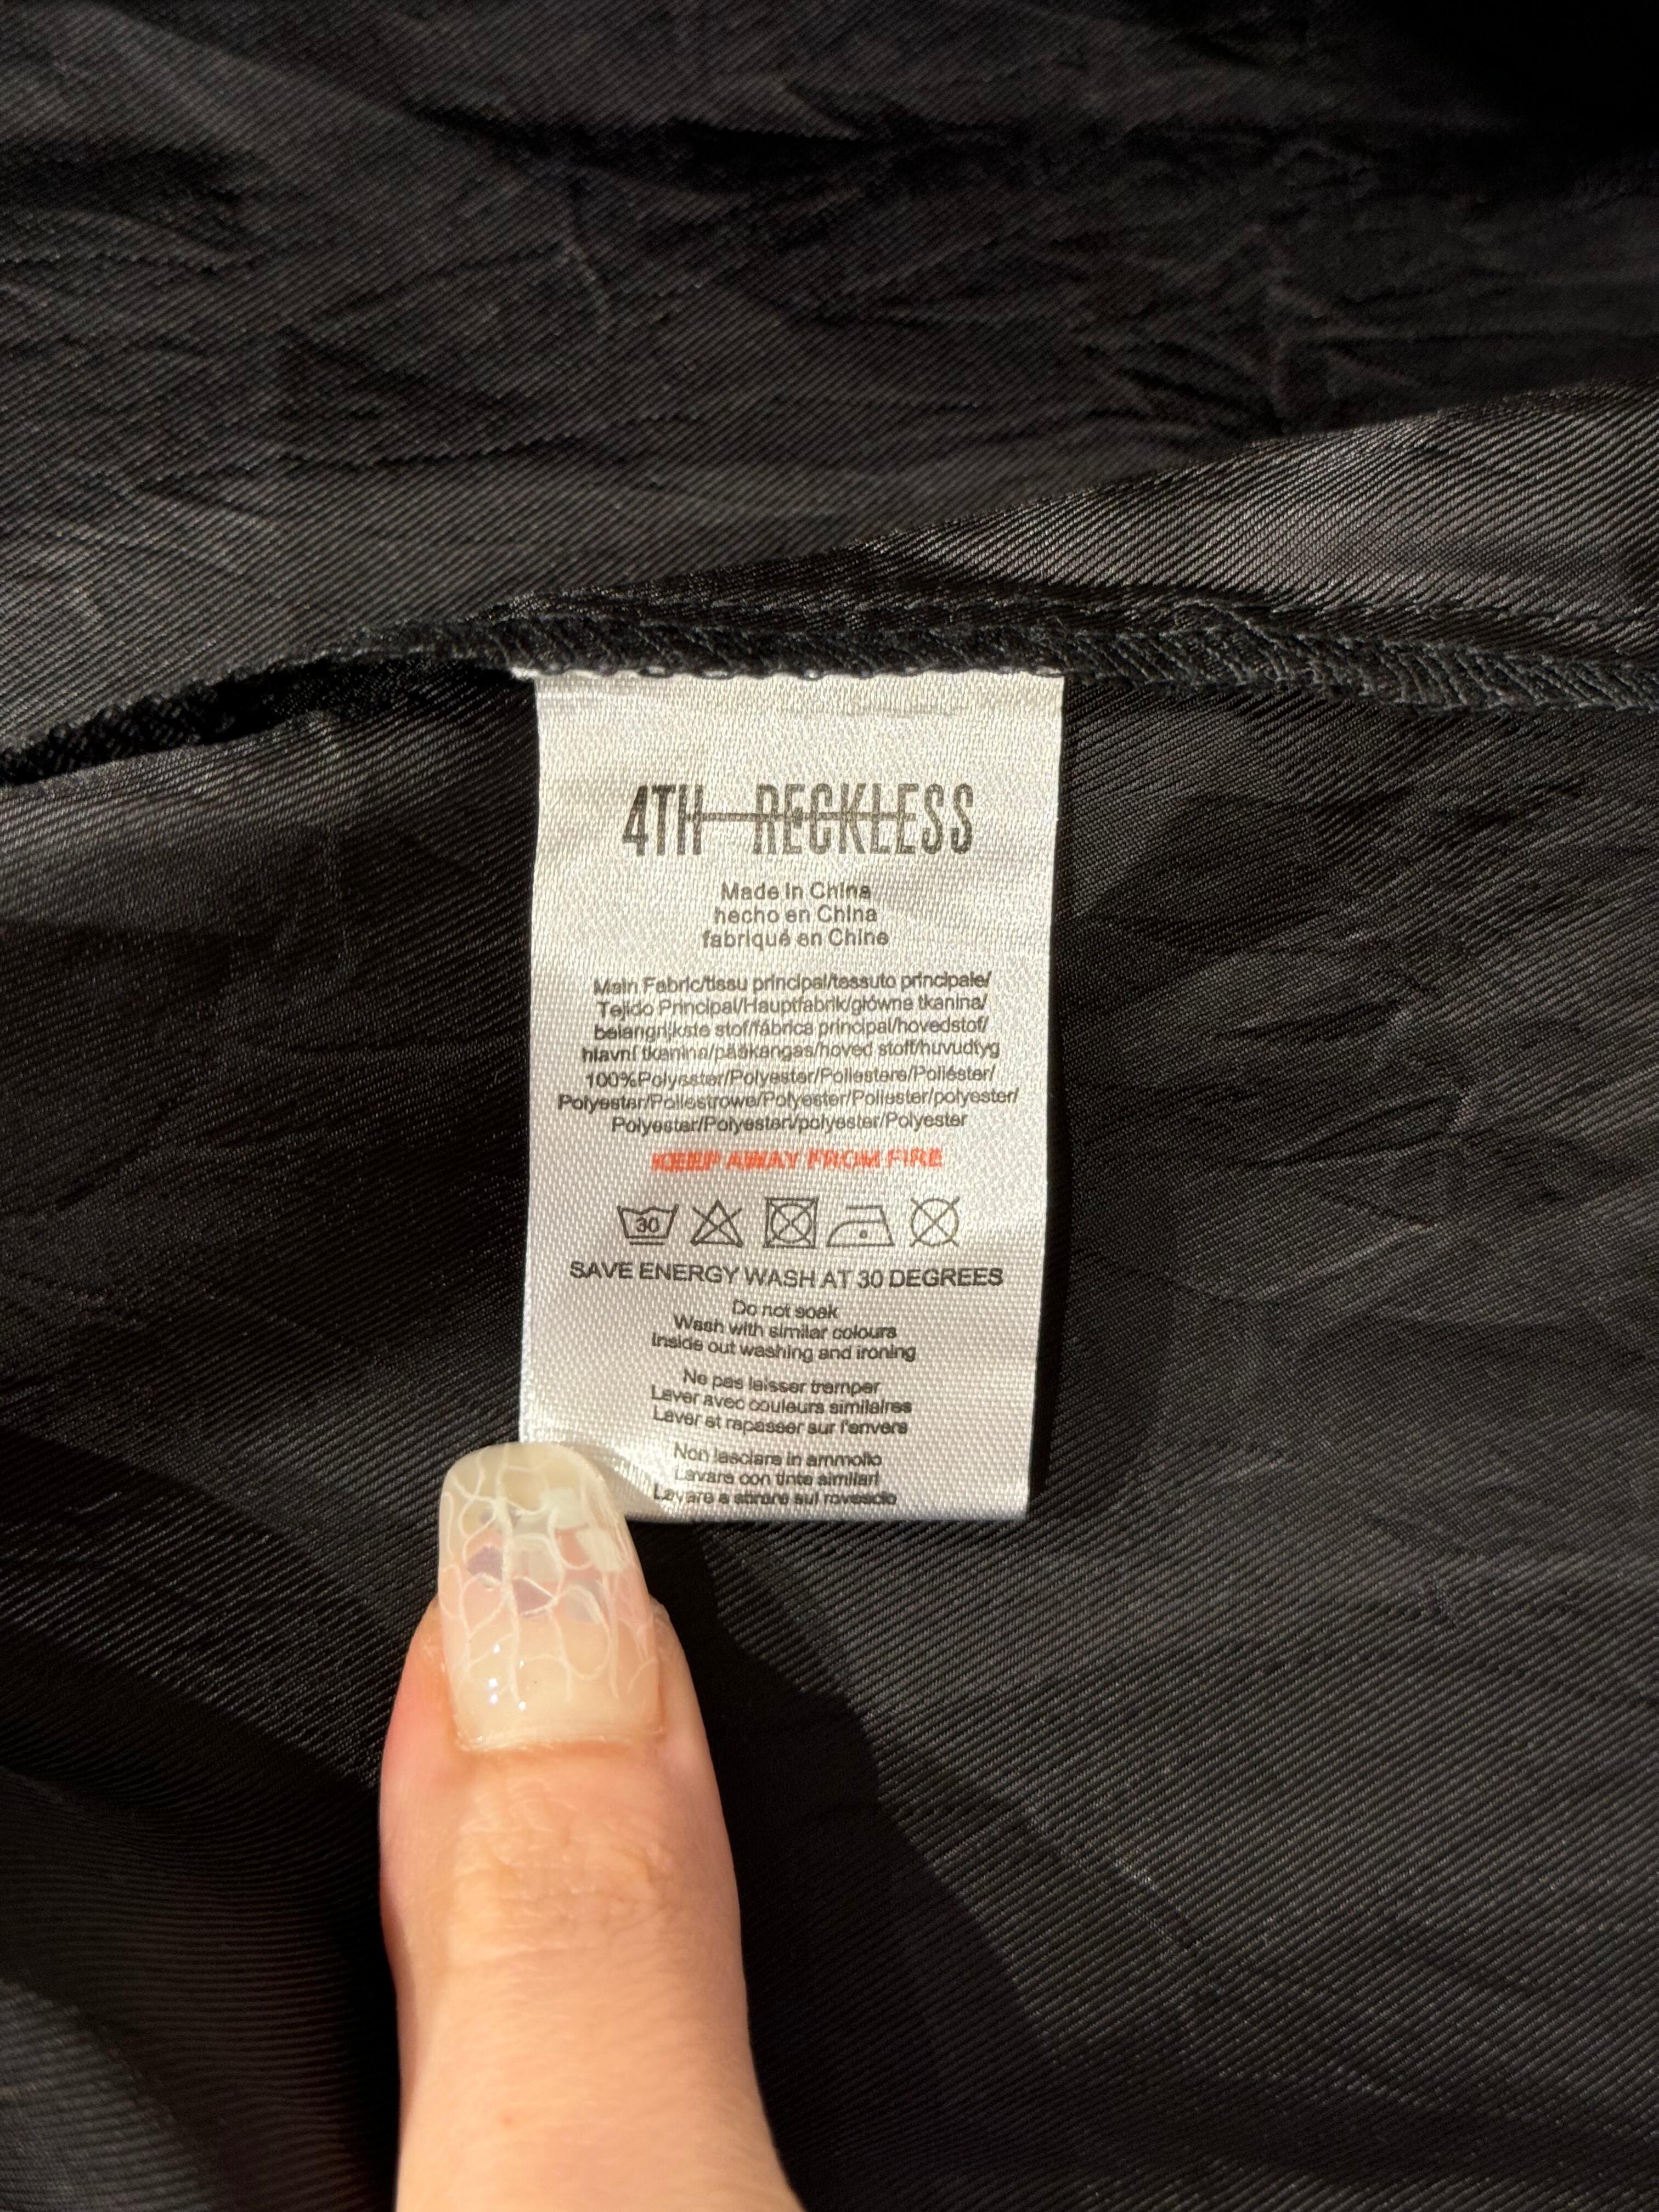 4TH RECKLESS
Made in China
hecho en China
fabriqué en Chine
Main Fabric/tissu principal/tessuto principale/
Tejido Principal/Hauptfabrik/główne tkanina/
belangrijkste stof/fábrica principal/hovedstof/
hlavní tkanina/pääkangas/hoved stoff/huvudtyg
100%Polyester/Polyester/Poliestere/Poliéster/
Polyester/Poliestrowe/Polyester/Poliester/polyester/
Polyester/Polyesteri/polyester/Polyester
KEEP AWAY FROM FIRE
30
SAVE ENERGY WASH AT 30 DEGREES
Do not soak
Wash with similar colours
Inside out washing and ironing
Ne pas laisser tremper
Laver avec couleurs similaires
Laver et repasser sur l'envers
Non lasciare in ammollo
Lavare con tinte similari
Lavare e stirare sul rovescio